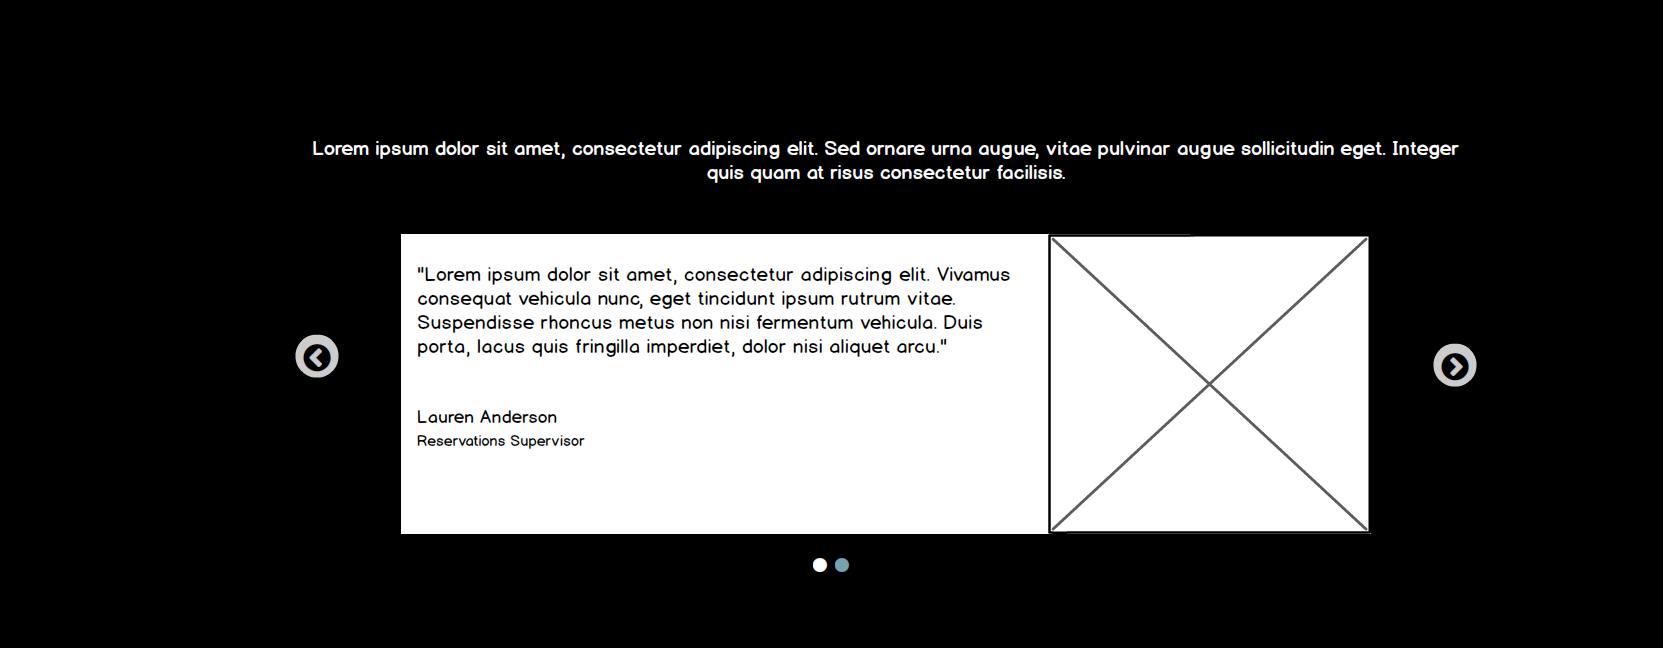 Lorem ipsum dolor sit amet, consectetur adipiscing elit. Sed ornare urna augue, vitae pulvinar augue sollicitudin eget. Integer
quis quam at risus consectetur facilisis.
"Lorem ipsum dolor sit amet, consectetur adipiscing elit. Vivamus
consequat vehicula nunc, eget tincidunt ipsum rutrum vitae.
Suspendisse rhoncus metus non nisi fermentum vehicula. Duis
porta, lacus quis fringilla imperdiet, dolor nisi aliquet arcu."
Lauren Anderson
Reservations Supervisor